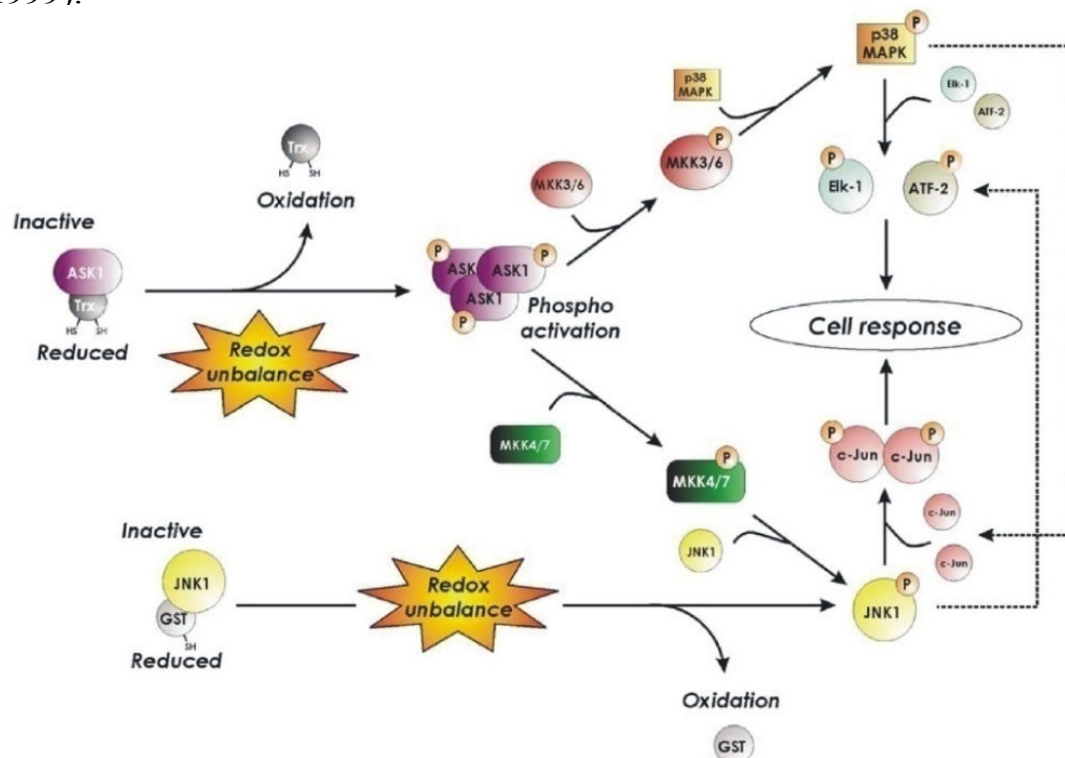 p38
MAPK
P
p38
MAPK
Elk-1
ATF-2
Trx
HS
SH
MKK3/6
P
MKK3/6
P
Elk-1
P
ATF-2
Oxidation
Inactive
ASK1
Trx
HS
SH
Reduced
P
ASK
P
ASK1
ASK1
P
Phospho
activation
Redox
unbalance
Cell response
MKK4/7
P
MKK4/7
P
c-Jun
P
c-Jun
c-Jun
c-Jun
Inactive
JNK1
GST
SH
Reduced
Redox
unbalance
JNK1
P
JNK1
Oxidation
GST